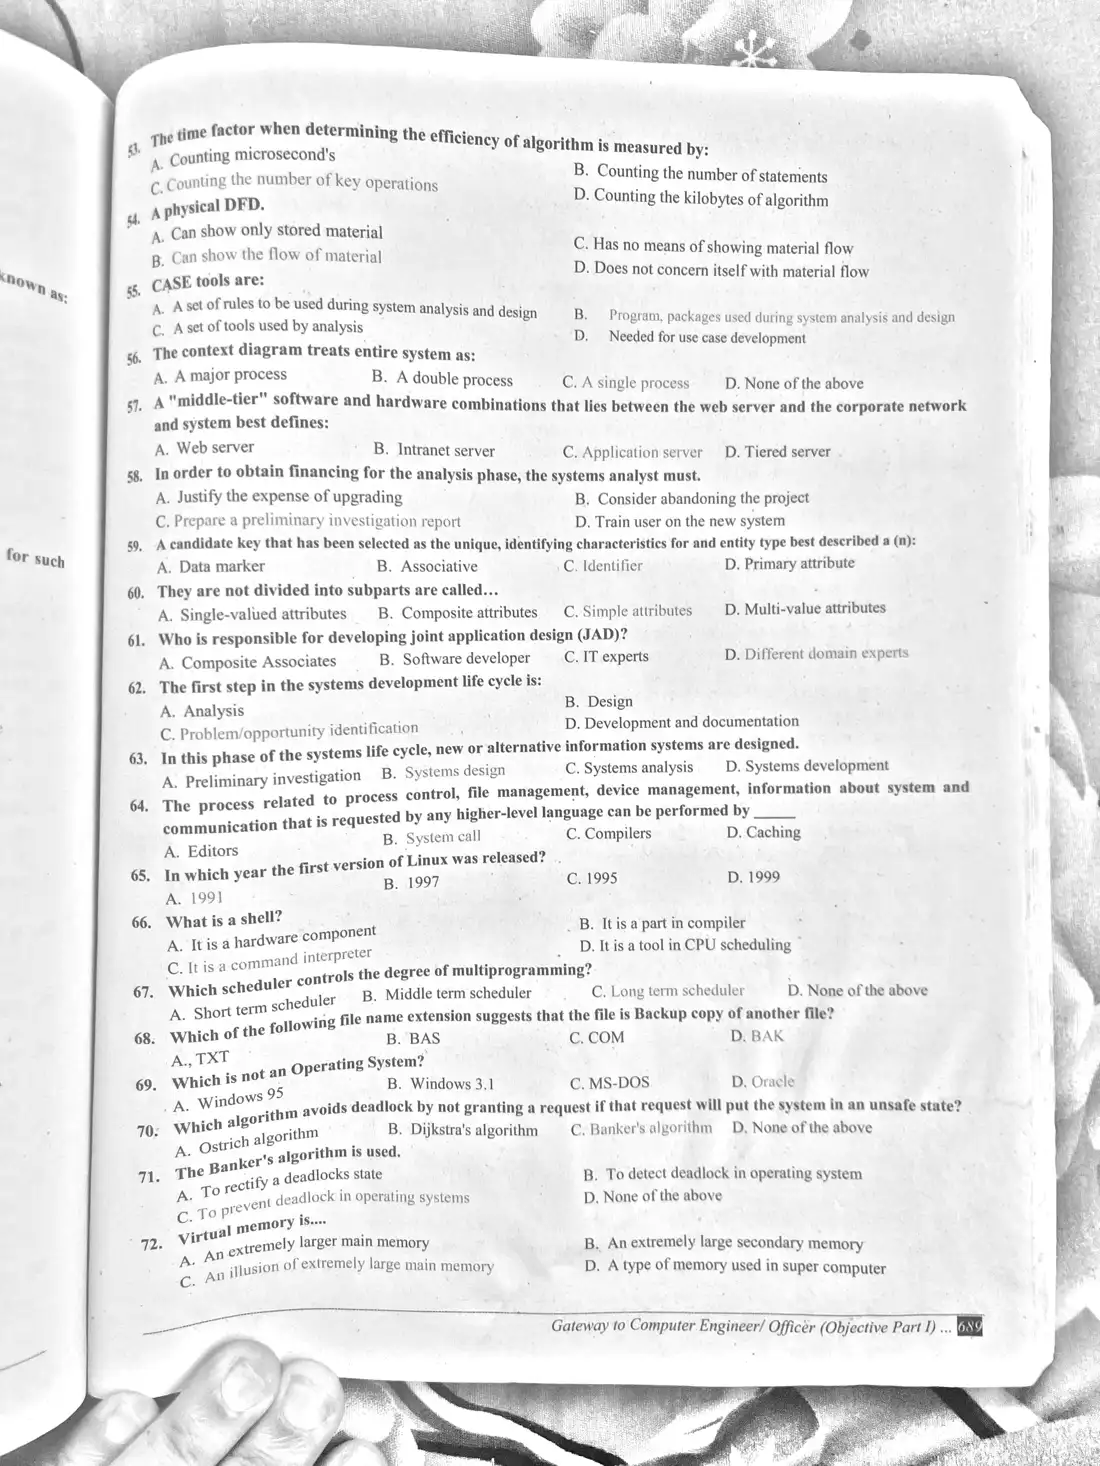 known as:
for such
53. The time factor when determining the efficiency of algorithm is measured by:
A. Counting microsecond's
B. Counting the number of statements
C. Counting the number of key operations
D. Counting the kilobytes of algorithm
54. A physical DFD.
A. Can show only stored material
C. Has no means of showing material flow
B. Can show the flow of material
D. Does not concern itself with material flow
55. CASE tools are:
A. A set of rules to be used during system analysis and design
B. Program, packages used during system analysis and design
C. A set of tools used by analysis
D. Needed for use case development
56. The context diagram treats entire system as:
A. A major process B. A double process C. A single process D. None of the above
57. A "middle-tier" software and hardware combinations that lies between the web server and the corporate network
and system best defines:
A. Web server B. Intranet server C. Application server D. Tiered server
58. In order to obtain financing for the analysis phase, the systems analyst must.
A. Justify the expense of upgrading B. Consider abandoning the project
C. Prepare a preliminary investigation report D. Train user on the new system
59. A candidate key that has been selected as the unique, identifying characteristics for and entity type best described a (n):
A. Data marker B. Associative C. Identifier D. Primary attribute
60. They are not divided into subparts are called…
A. Single-valued attributes B. Composite attributes C. Simple attributes D. Multi-value attributes
61. Who is responsible for developing joint application design (JAD)?
A. Composite Associates B. Software developer C. IT experts D. Different domain experts
62. The first step in the systems development life cycle is:
A. Analysis B. Design
C. Problem/opportunity identification D. Development and documentation
63. In this phase of the systems life cycle, new or alternative information systems are designed.
A. Preliminary investigation B. Systems design C. Systems analysis D. Systems development
64. The process related to process control, file management, device management, information about system and
communication that is requested by any higher-level language can be performed by _____
A. Editors B. System call C. Compilers D. Caching
65. In which year the first version of Linux was released?
A. 1991 B. 1997 C. 1995 D. 1999
66. What is a shell?
A. It is a hardware component B. It is a part in compiler
C. It is a command interpreter D. It is a tool in CPU scheduling
67. Which scheduler controls the degree of multiprogramming?
A. Short term scheduler B. Middle term scheduler C. Long term scheduler D. None of the above
68. Which of the following file name extension suggests that the file is Backup copy of another file?
A., TXT B. BAS C. COM D. BAK
69. Which is not an Operating System?
A. Windows 95 B. Windows 3.1 C. MS-DOS D. Oracle
70. Which algorithm avoids deadlock by not granting a request if that request will put the system in an unsafe state?
A. Ostrich algorithm B. Dijkstra's algorithm C. Banker's algorithm D. None of the above
71. The Banker's algorithm is used.
A. To rectify a deadlocks state B. To detect deadlock in operating system
C. To prevent deadlock in operating systems D. None of the above
72. Virtual memory is....
A. An extremely larger main memory B. An extremely large secondary memory
C. An illusion of extremely large main memory D. A type of memory used in super computer
Gateway to Computer Engineer/ Officer (Objective Part I) ... 689